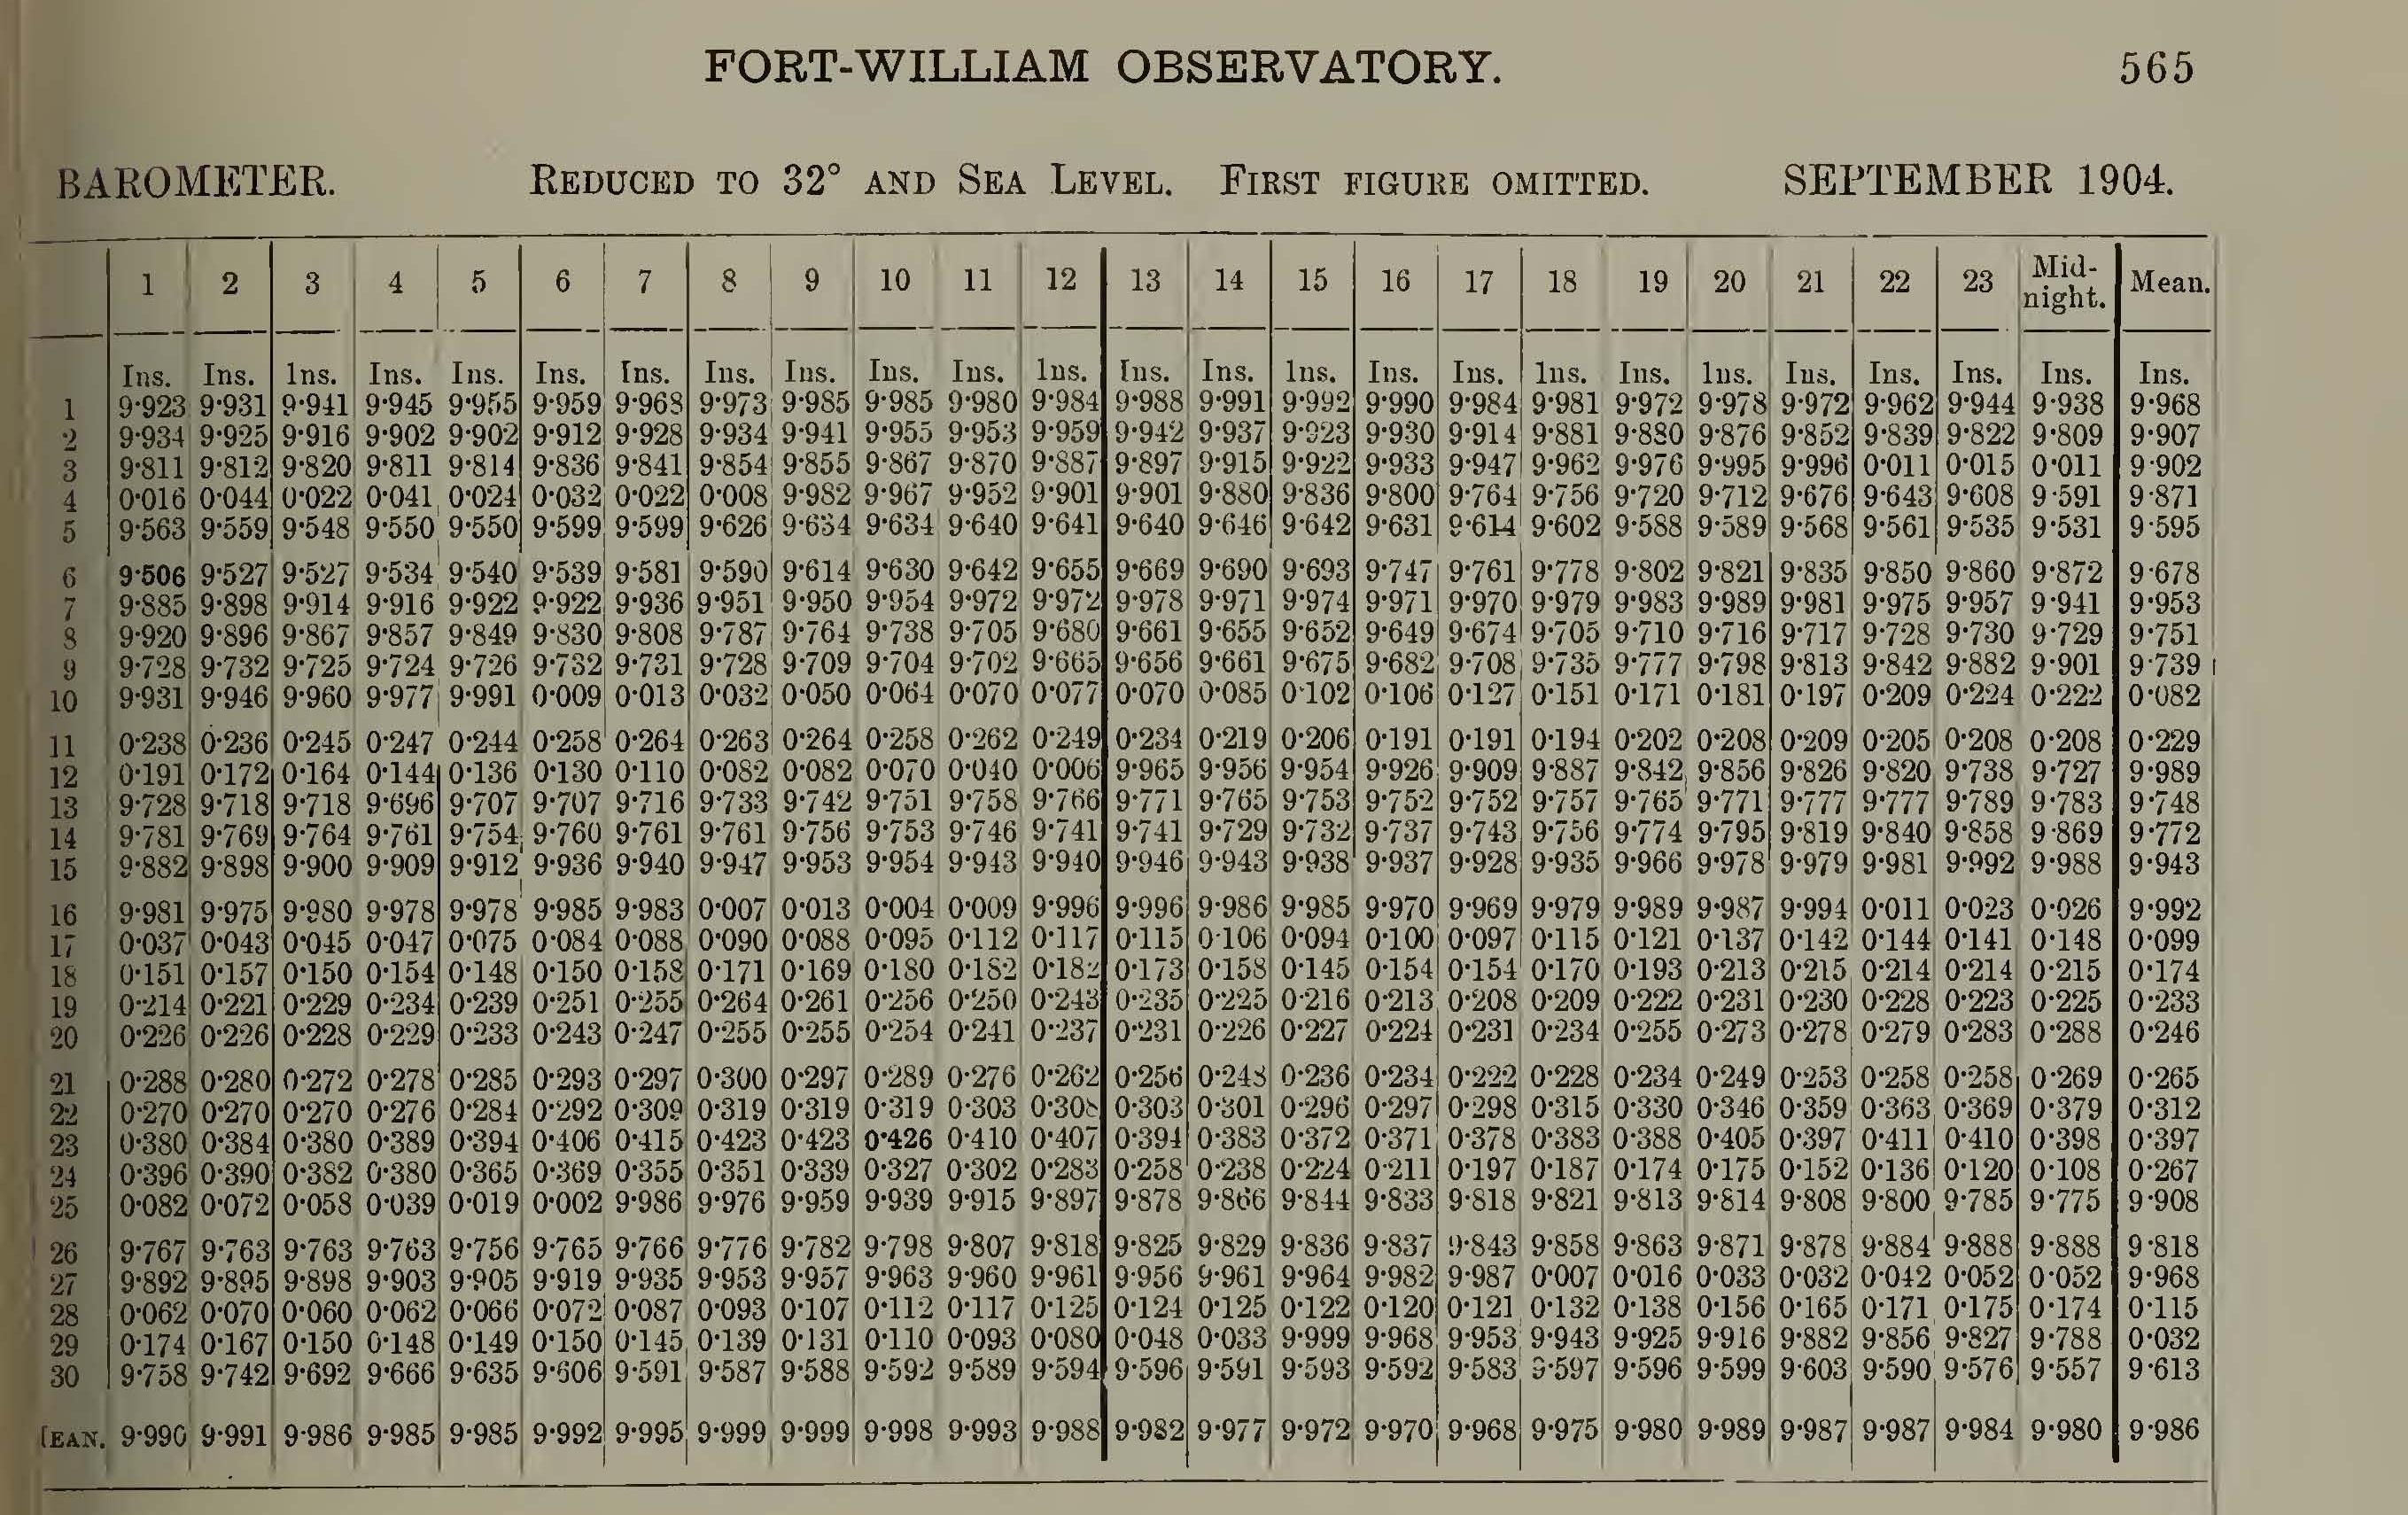 FORT-WILLIAM OBSERVATORY. 565
BAROMETER. REDUCED TO 32° AND SEA LEVEL. FIRST FIGURE OMITTED. SEPTEMBER 1904.
1 2 3 4 5 6 7 8 9 10 11 12 13 14 15 16 17 18 19 20 21 22 23 Mid-night. Mean.
Ins. Ins. Ins. Ins. Ins. Ins. Ins. Ins. Ins. Ins. Ins. Ins. Ins. Ins. Ins. Ins. Ins. Ins. Ins. Ins. Ins. Ins. Ins. Ins. Ins.
1 9·923 9·931 9·941 9·945 9·955 9·959 9·968 9·973 9·985 9·985 9·980 9·984 9·988 9·991 9·992 9·990 9·984 9·981 9·972 9·978 9·972 9·962 9·944 9·938 9·968
2 9·934 9·925 9·916 9·902 9·902 9·912 9·928 9·934 9·941 9·955 9·953 9·959 9·942 9·937 9·923 9·930 9·914 9·881 9·880 9·876 9·852 9·839 9·822 9·809 9·907
3 9·811 9·812 9·820 9·811 9·814 9·836 9·841 9·854 9·855 9·867 9·870 9·887 9·897 9·915 9·922 9·933 9·947 9·962 9·976 9·995 9·996 0·011 0·015 0·011 9·902
4 0·016 0·044 0·022 0·041 0·024 0·032 0·022 0·008 9·982 9·967 9·952 9·901 9·901 9·880 9·836 9·800 9·764 9·756 9·720 9·712 9·676 9·643 9·608 9·591 9·871
5 9·563 9·559 9·548 9·550 9·550 9·599 9·599 9·626 9·634 9·634 9·640 9·641 9·640 9·646 9·642 9·631 9·614 9·602 9·588 9·589 9·568 9·561 9·535 9·531 9·595
6 9·506 9·527 9·527 9·534 9·540 9·539 9·581 9·590 9·614 9·630 9·642 9·655 9·669 9·690 9·693 9·747 9·761 9·778 9·802 9·821 9·835 9·850 9·860 9·872 9·678
7 9·885 9·898 9·914 9·916 9·922 9·922 9·936 9·951 9·950 9·954 9·972 9·972 9·978 9·971 9·974 9·971 9·970 9·979 9·983 9·989 9·981 9·975 9·957 9·941 9·953
8 9·920 9·896 9·867 9·857 9·849 9·830 9·808 9·787 9·764 9·738 9·705 9·680 9·661 9·655 9·652 9·649 9·674 9·705 9·710 9·716 9·717 9·728 9·730 9·729 9·751
9 9·728 9·732 9·725 9·724 9·726 9·732 9·731 9·728 9·709 9·704 9·702 9·665 9·656 9·661 9·675 9·682 9·708 9·735 9·777 9·798 9·813 9·842 9·882 9·901 9·739
10 9·931 9·946 9·960 9·977 9·991 0·009 0·013 0·032 0·050 0·064 0·070 0·077 0·070 0·085 0·102 0·106 0·127 0·151 0·171 0·181 0·197 0·209 0·224 0·222 0·082
11 0·238 0·236 0·245 0·247 0·244 0·258 0·264 0·263 0·264 0·258 0·262 0·249 0·234 0·219 0·206 0·191 0·191 0·194 0·202 0·208 0·209 0·205 0·208 0·208 0·229
12 0·191 0·172 0·164 0·144 0·136 0·130 0·110 0·082 0·082 0·070 0·040 0·006 9·965 9·956 9·954 9·926 9·909 9·887 9·842 9·856 9·826 9·820 9·738 9·727 9·989
13 9·728 9·718 9·718 9·696 9·707 9·707 9·716 9·733 9·742 9·751 9·758 9·766 9·771 9·765 9·753 9·752 9·752 9·757 9·765 9·771 9·777 9·777 9·789 9·783 9·748
14 9·781 9·769 9·764 9·761 9·754 9·760 9·761 9·761 9·756 9·753 9·746 9·741 9·741 9·729 9·732 9·737 9·743 9·756 9·774 9·795 9·819 9·840 9·858 9·869 9·772
15 9·882 9·898 9·900 9·909 9·912 9·936 9·940 9·947 9·953 9·954 9·943 9·940 9·946 9·943 9·938 9·937 9·928 9·935 9·966 9·978 9·979 9·981 9·992 9·988 9·943
16 9·981 9·975 9·980 9·978 9·978 9·985 9·983 0·007 0·013 0·004 0·009 9·996 9·996 9·986 9·985 9·970 9·969 9·979 9·989 9·987 9·994 0·011 0·023 0·026 9·992
17 0·037 0·043 0·045 0·047 0·075 0·084 0·088 0·090 0·088 0·095 0·112 0·117 0·115 0·106 0·094 0·100 0·097 0·115 0·121 0·137 0·142 0·144 0·141 0·148 0·099
18 0·151 0·157 0·150 0·154 0·148 0·150 0·158 0·171 0·169 0·180 0·182 0·182 0·173 0·158 0·145 0·154 0·154 0·170 0·193 0·213 0·215 0·214 0·214 0·215 0·174
19 0·214 0·221 0·229 0·234 0·239 0·251 0·255 0·264 0·261 0·256 0·250 0·243 0·235 0·225 0·216 0·213 0·208 0·209 0·222 0·231 0·230 0·228 0·223 0·225 0·233
20 0·226 0·226 0·228 0·229 0·233 0·243 0·247 0·255 0·255 0·254 0·241 0·237 0·231 0·226 0·227 0·224 0·231 0·234 0·255 0·273 0·278 0·279 0·283 0·288 0·246
21 0·288 0·280 0·272 0·278 0·285 0·293 0·297 0·300 0·297 0·289 0·276 0·262 0·256 0·248 0·236 0·234 0·222 0·228 0·234 0·249 0·253 0·258 0·258 0·269 0·265
22 0·270 0·270 0·270 0·276 0·284 0·292 0·309 0·319 0·319 0·319 0·303 0·308 0·303 0·301 0·296 0·297 0·298 0·315 0·330 0·346 0·359 0·363 0·369 0·379 0·312
23 0·380 0·384 0·380 0·389 0·394 0·406 0·415 0·423 0·423 0·426 0·410 0·407 0·394 0·383 0·372 0·371 0·378 0·383 0·388 0·405 0·397 0·411 0·410 0·398 0·397
24 0·396 0·390 0·382 0·380 0·365 0·369 0·355 0·351 0·339 0·327 0·302 0·283 0·258 0·238 0·224 0·211 0·197 0·187 0·174 0·175 0·152 0·136 0·120 0·108 0·267
25 0·082 0·072 0·058 0·039 0·019 0·002 9·986 9·976 9·959 9·939 9·915 9·897 9·878 9·866 9·844 9·833 9·818 9·821 9·813 9·814 9·808 9·800 9·785 9·775 9·908
26 9·767 9·763 9·763 9·763 9·756 9·765 9·766 9·776 9·782 9·798 9·807 9·818 9·825 9·829 9·836 9·837 9·843 9·858 9·863 9·871 9·878 9·884 9·888 9·888 9·818
27 9·892 9·895 9·898 9·903 9·905 9·919 9·935 9·953 9·957 9·963 9·960 9·961 9·956 9·961 9·964 9·982 9·987 0·007 0·016 0·033 0·032 0·042 0·052 0·052 9·968
28 0·062 0·070 0·060 0·062 0·066 0·072 0·087 0·093 0·107 0·112 0·117 0·125 0·124 0·125 0·122 0·120 0·121 0·132 0·138 0·156 0·165 0·171 0·175 0·174 0·115
29 0·174 0·167 0·150 0·148 0·149 0·150 0·145 0·139 0·131 0·110 0·093 0·080 0·048 0·033 9·999 9·968 9·953 9·943 9·925 9·916 9·882 9·856 9·827 9·788 0·032
30 9·758 9·742 9·692 9·666 9·635 9·606 9·591 9·587 9·588 9·592 9·589 9·594 9·596 9·591 9·593 9·592 9·583 9·597 9·596 9·599 9·603 9·590 9·576 9·557 9·613
EAN. 9·990 9·991 9·986 9·985 9·985 9·992 9·995 9·999 9·999 9·998 9·993 9·988 9·982 9·977 9·972 9·970 9·968 9·975 9·980 9·989 9·987 9·987 9·984 9·980 9·986